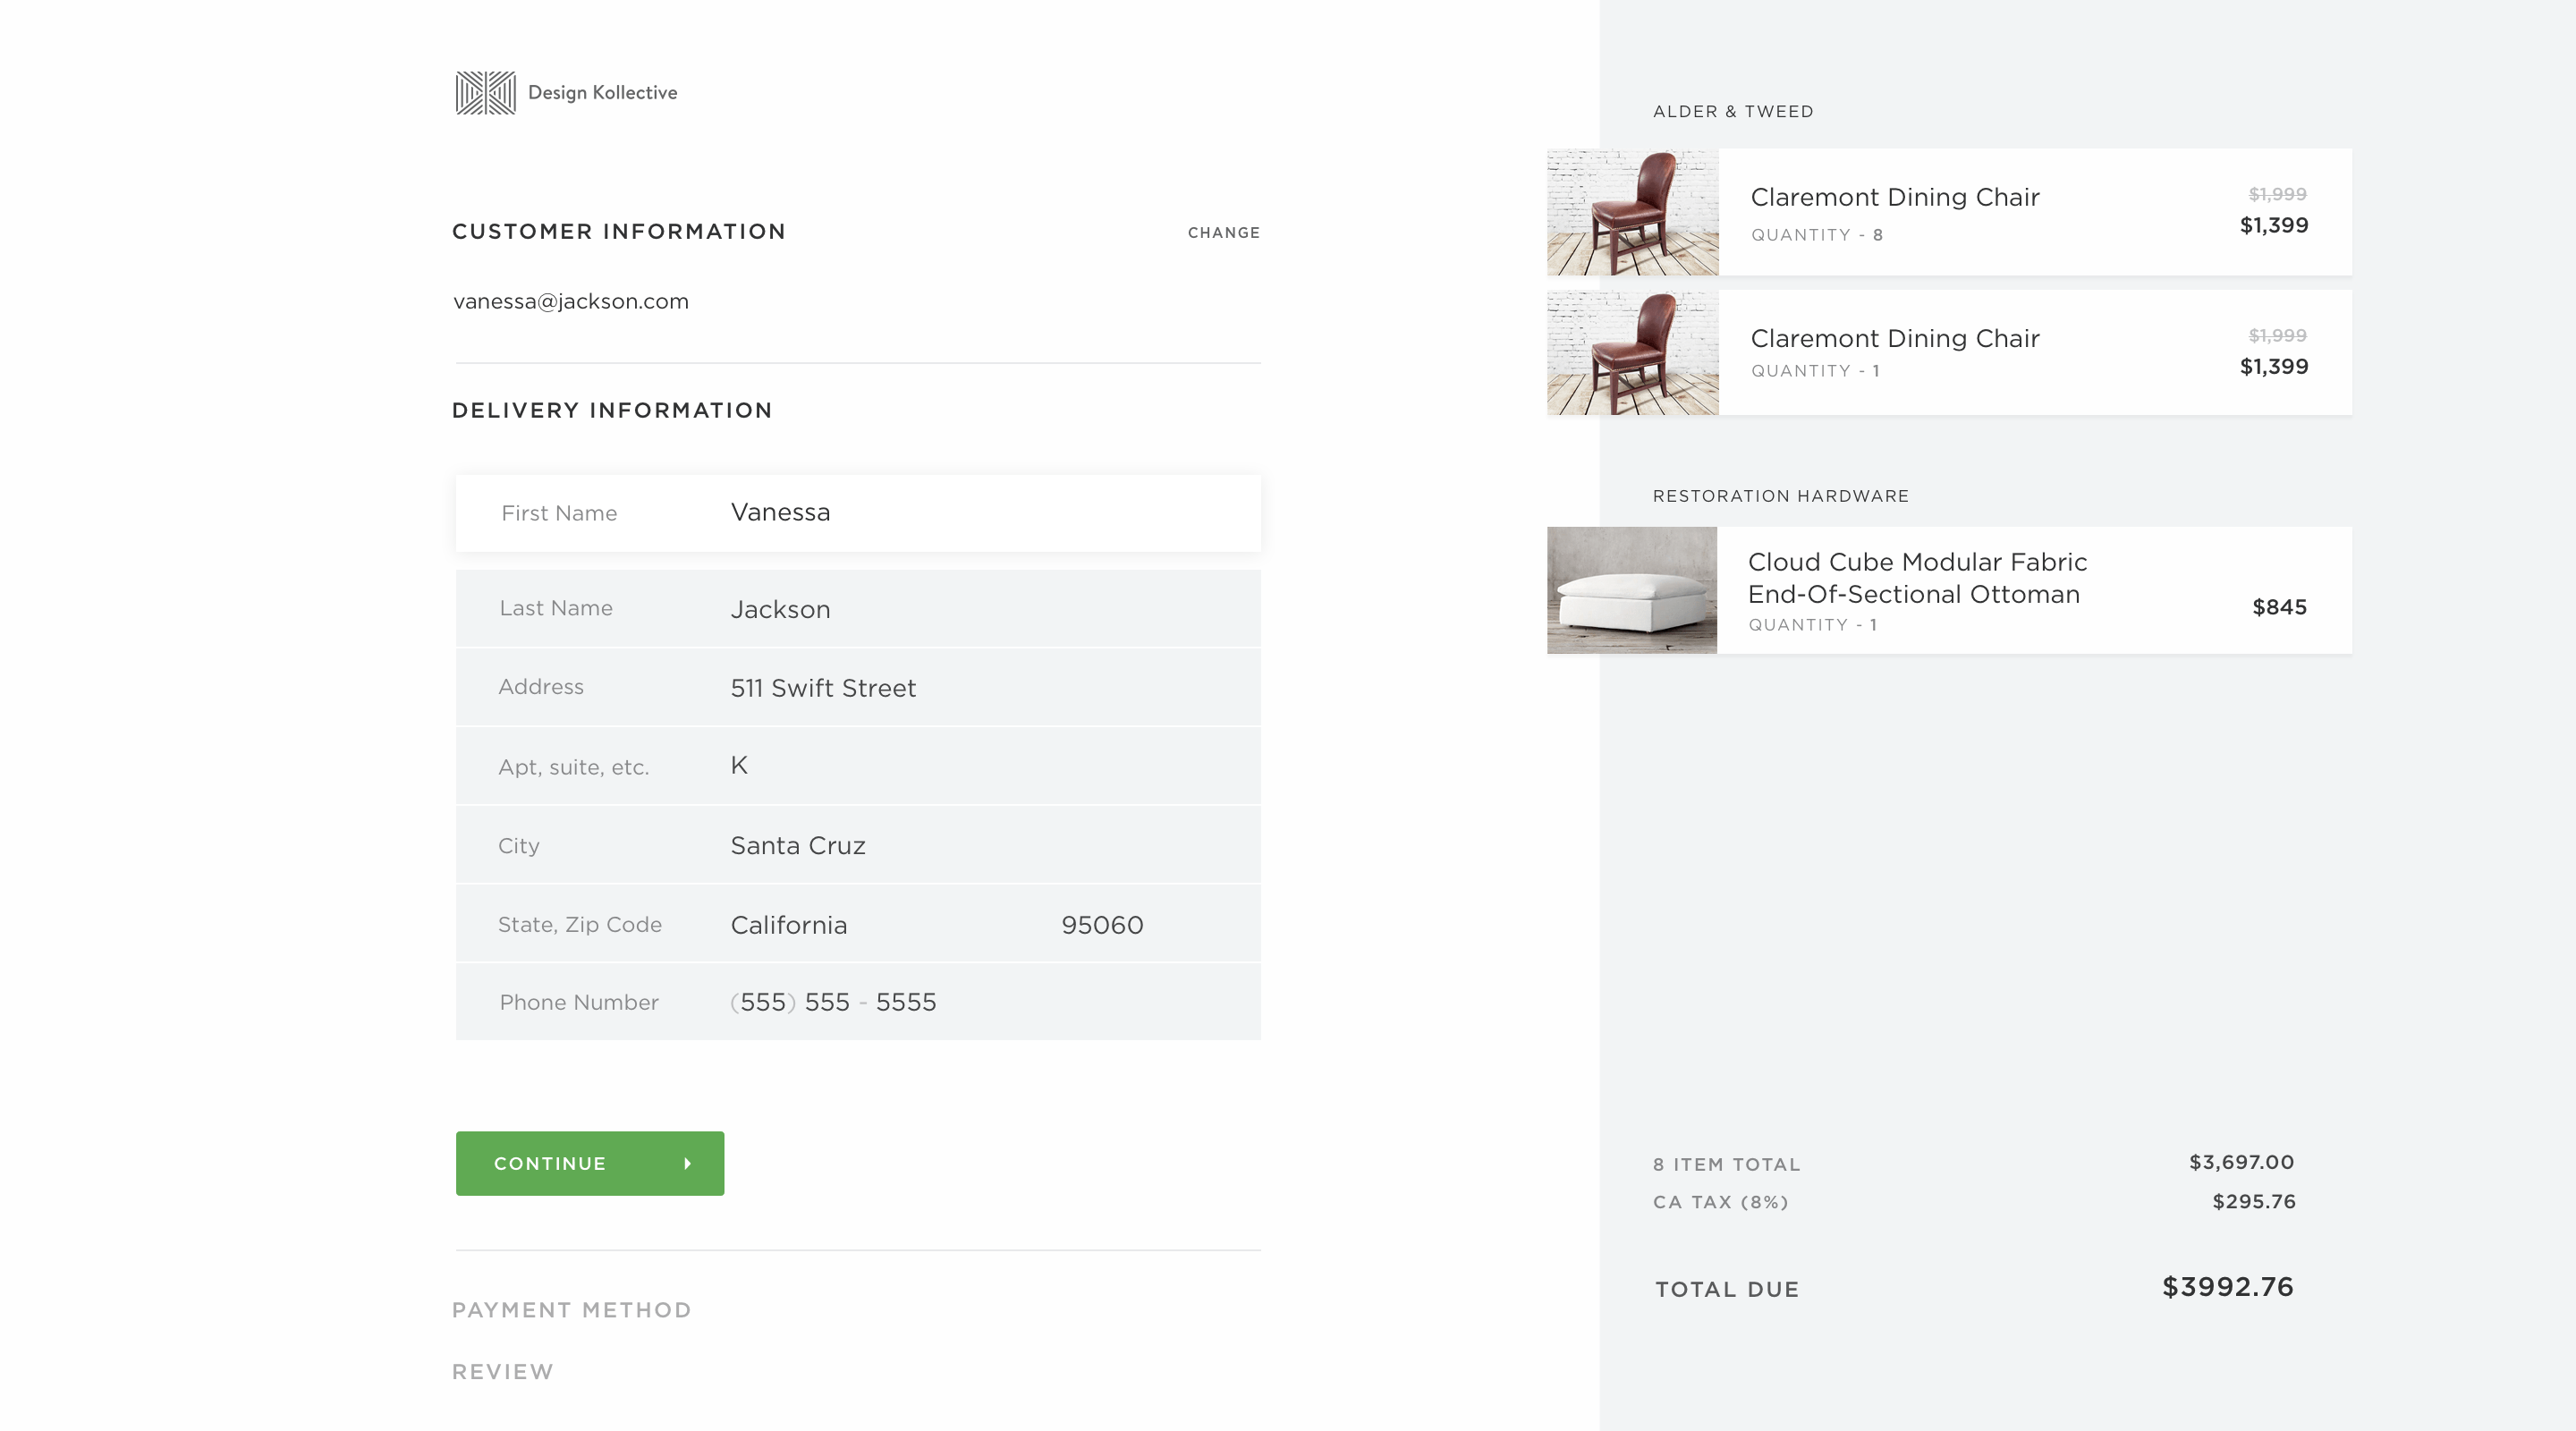 Design Kollective
CUSTOMER INFORMATION
CHANGE
vanessa@jackson.com
DELIVERY INFORMATION
First Name Vanessa
Last Name Jackson
Address 511 Swift Street
Apt, suite, etc. K
City Santa Cruz
State, Zip Code California 95060
Phone Number (555) 555 - 5555
CONTINUE
PAYMENT METHOD
REVIEW
ALDER & TWEED
Claremont Dining Chair
$1,999
QUANTITY - 8
$1,399
Claremont Dining Chair
$1,999
QUANTITY - 1
$1,399
RESTORATION HARDWARE
Cloud Cube Modular Fabric
End-Of-Sectional Ottoman
QUANTITY - 1
$845
8 ITEM TOTAL $3,697.00
CA TAX (8%) $295.76
TOTAL DUE $3992.76